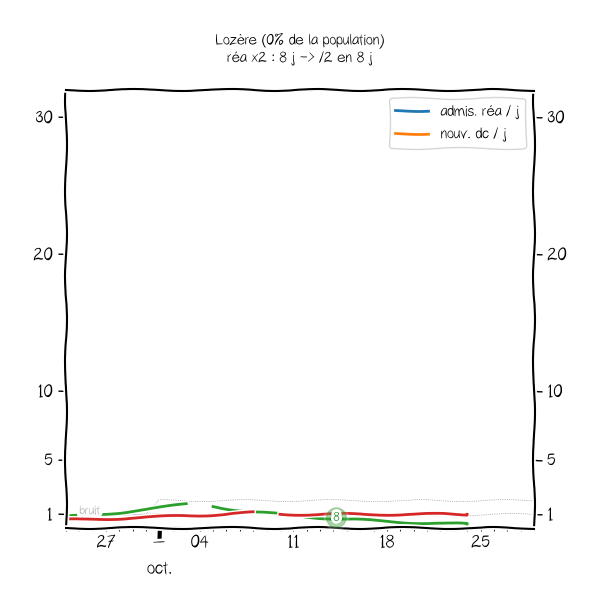 Lozère (0% de la population)
réa x2 : 8 j -> /2 en 8 j
admis. réa / j
nouv. dc / j
30
30
20
20
10
10
5
5
bruit
1
1
8
27
04
11
18
25
oct.